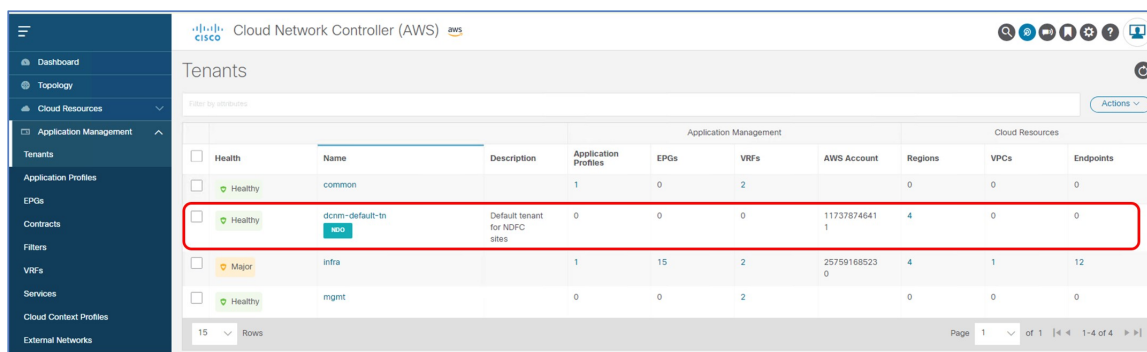 cisco Cloud Network Controller (AWS) aws
Dashboard
Topology
Cloud Resources
Application Management
Tenants
Application Profiles
EPGs
Contracts
Filters
VRFs
Services
Cloud Context Profiles
External Networks
Tenants
Filter by attributes
Actions
Application Management Cloud Resources
Health Name Description Application Profiles EPGs VRFs AWS Account Regions VPCs Endpoints
Healthy common 1 0 2 0 0 0
Healthy dcnm-default-tn Default tenant 0 0 0 11737874641 4 0 0
NDO for NDFC 1
sites
Major infra 1 15 2 25759168523 4 1 12
0
Healthy mgmt 0 0 2 0 0 0
15 Rows Page 1 of 1 1-4 of 4